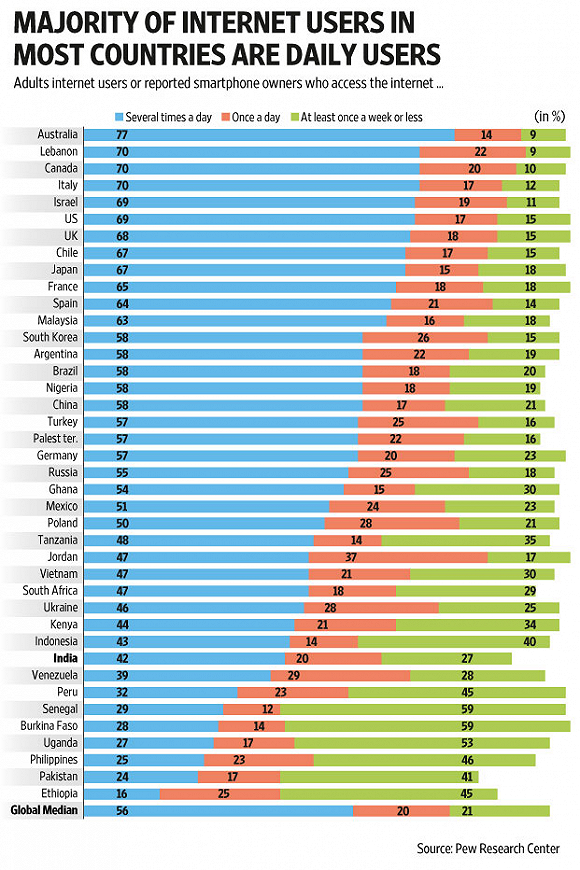 MAJORITY OF INTERNET USERS IN
MOST COUNTRIES ARE DAILY USERS
Adults internet users or reported smartphone owners who access the internet ...
Several times a day Once a day At least once a week or less (in %)
Australia 77 14 9
Lebanon 70 22 9
Canada 70 20 10
Italy 70 17 12
Israel 69 19 11
US 69 17 15
UK 68 18 15
Chile 67 17 15
Japan 67 15 18
France 65 18 18
Spain 64 21 14
Malaysia 63 16 18
South Korea 58 26 15
Argentina 58 22 19
Brazil 58 18 20
Nigeria 58 18 19
China 58 17 21
Turkey 57 25 16
Palest ter. 57 22 16
Germany 57 20 23
Russia 55 25 18
Ghana 54 15 30
Mexico 51 24 23
Poland 50 28 21
Tanzania 48 14 35
Jordan 47 37 17
Vietnam 47 21 30
South Africa 47 18 29
Ukraine 46 28 25
Kenya 44 21 34
Indonesia 43 14 40
India 42 20 27
Venezuela 39 29 28
Peru 32 23 45
Senegal 29 12 59
Burkina Faso 28 14 59
Uganda 27 17 53
Philippines 25 23 46
Pakistan 24 17 41
Ethiopia 16 25 45
Global Median 56 20 21
Source: Pew Research Center